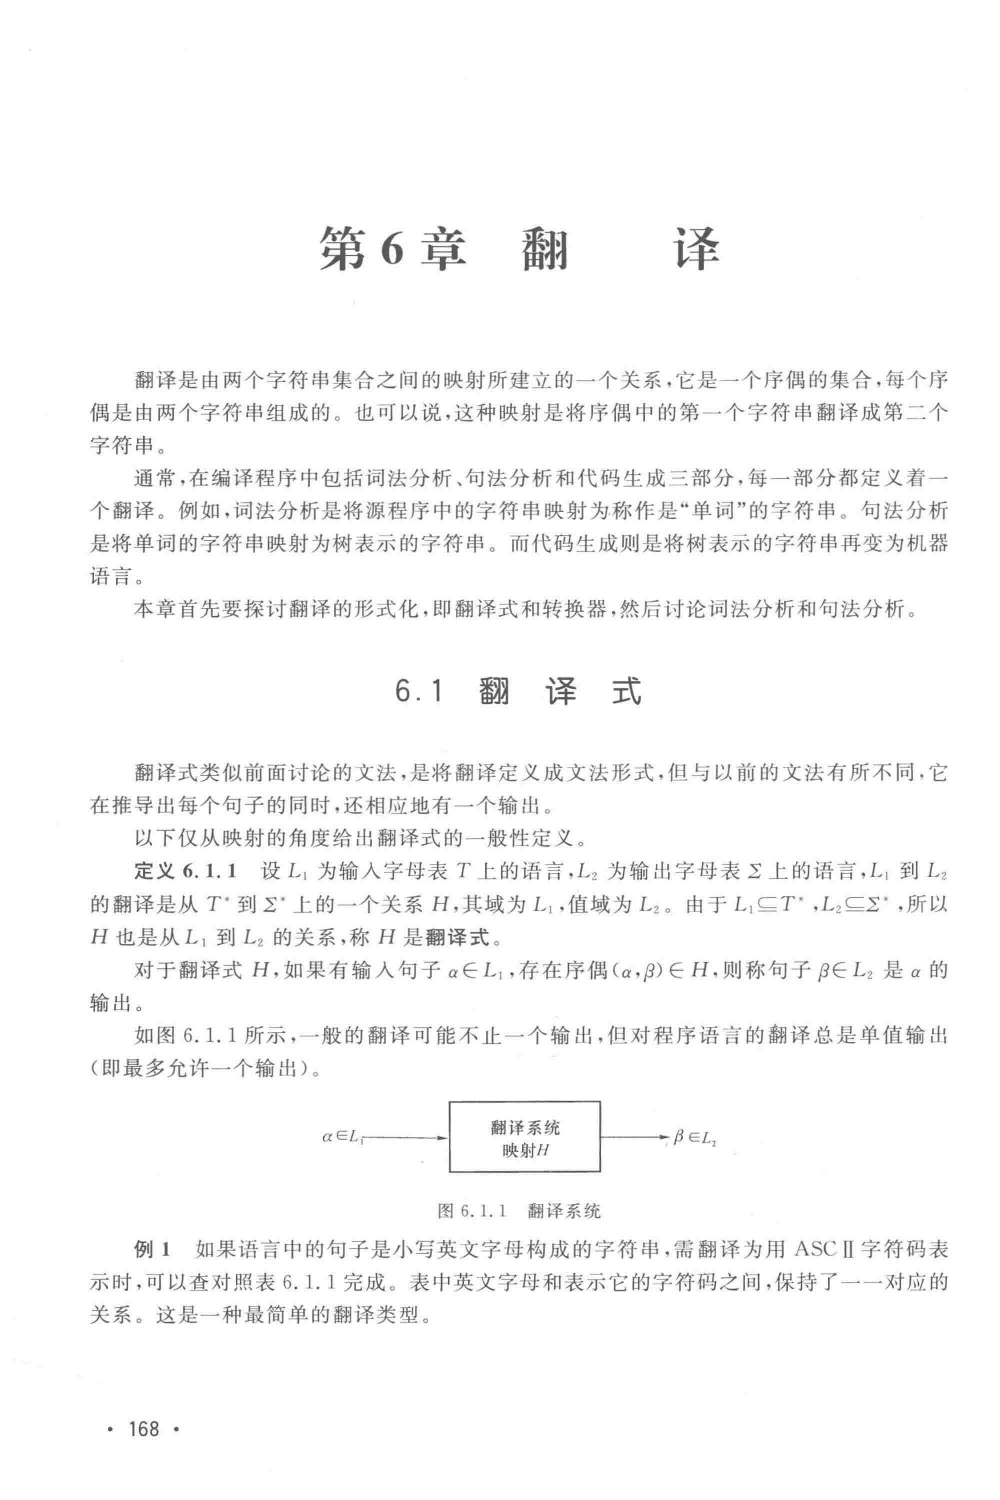 第6章 翻 译
翻译是由两个字符串集合之间的映射所建立的一个关系,它是一个序偶的集合,每个序
偶是由两个字符串组成的。也可以说,这种映射是将序偶中的第一个字符串翻译成第二个
字符串。
通常,在编译程序中包括词法分析、句法分析和代码生成三部分,每一部分都定义着一
个翻译。例如,词法分析是将源程序中的字符串映射为称作是“单词”的字符串。句法分析
是将单词的字符串映射为树表示的字符串。而代码生成则是将树表示的字符串再变为机器
语言。
本章首先要探讨翻译的形式化,即翻译式和转换器,然后讨论词法分析和句法分析。
6.1 翻 译 式
翻译式类似前面讨论的文法,是将翻译定义成文法形式,但与以前的文法有所不同,它
在推导出每个句子的同时,还相应地有一个输出。
以下仅从映射的角度给出翻译式的一般性定义。
定义 6.1.1 设 L₁ 为输入字母表 T 上的语言,L₂ 为输出字母表 Σ 上的语言,L₁ 到 L₂
的翻译是从 T* 到 Σ* 上的一个关系 H,其域为 L₁,值域为 L₂。由于 L₁⊆T*,L₂⊆Σ*,所以
H 也是从 L₁ 到 L₂ 的关系,称 H 是翻译式。
对于翻译式 H,如果有输入句子 α∈L₁,存在序偶(α,β)∈H,则称句子 β∈L₂ 是 α 的
输出。
如图 6.1.1 所示,一般的翻译可能不止一个输出,但对程序语言的翻译总是单值输出
(即最多允许一个输出)。
α∈L₁
翻译系统
映射H
β∈L₂
图 6.1.1 翻译系统
例 1 如果语言中的句子是小写英文字母构成的字符串,需翻译为用 ASCⅡ字符码表
示时,可以查对照表 6.1.1 完成。表中英文字母和表示它的字符码之间,保持了一一对应的
关系。这是一种最简单的翻译类型。
· 168 ·